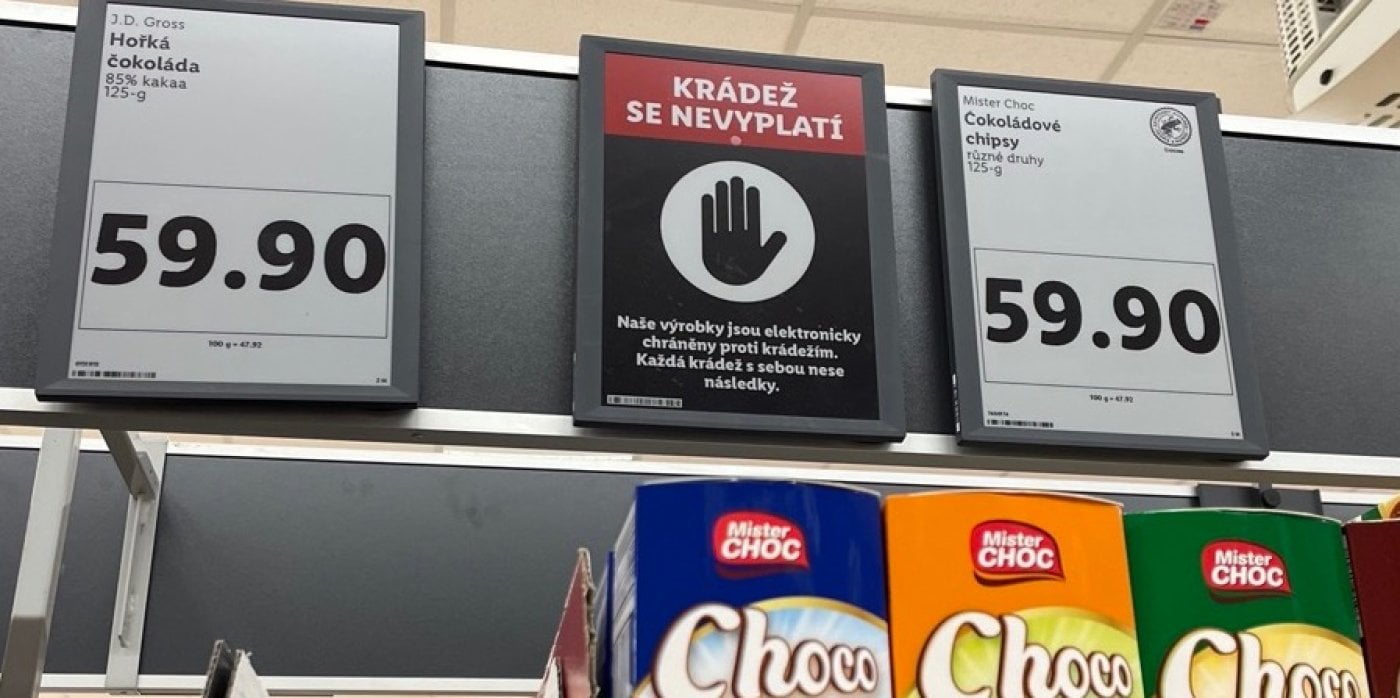 J.D. Gross
Hořká
čokoláda
85% kakaa
125-g
59.90
100 g = 47.92
KRÁDEŽ
SE NEVYPLATÍ
Naše výrobky jsou elektronicky
chráněny proti krádežím.
Každá krádež s sebou nese
následky.
Mister Choc
Čokoládové
chipsy
různé druhy
125-g
59.90
100 g = 47.92
Mister
CHOC
Choco
Mister
CHOC
Choco
Mister
CHOC
Choco